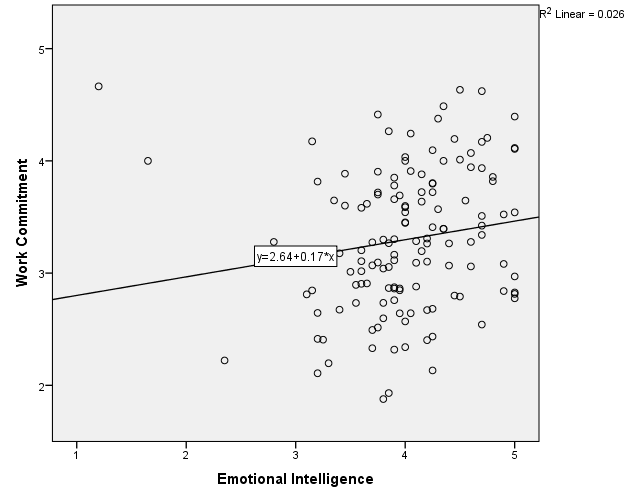 R2 Linear = 0.026
5
4
3
2
Work Commitment
y=2.64+0.17*x
1
2
3
4
5
Emotional Intelligence